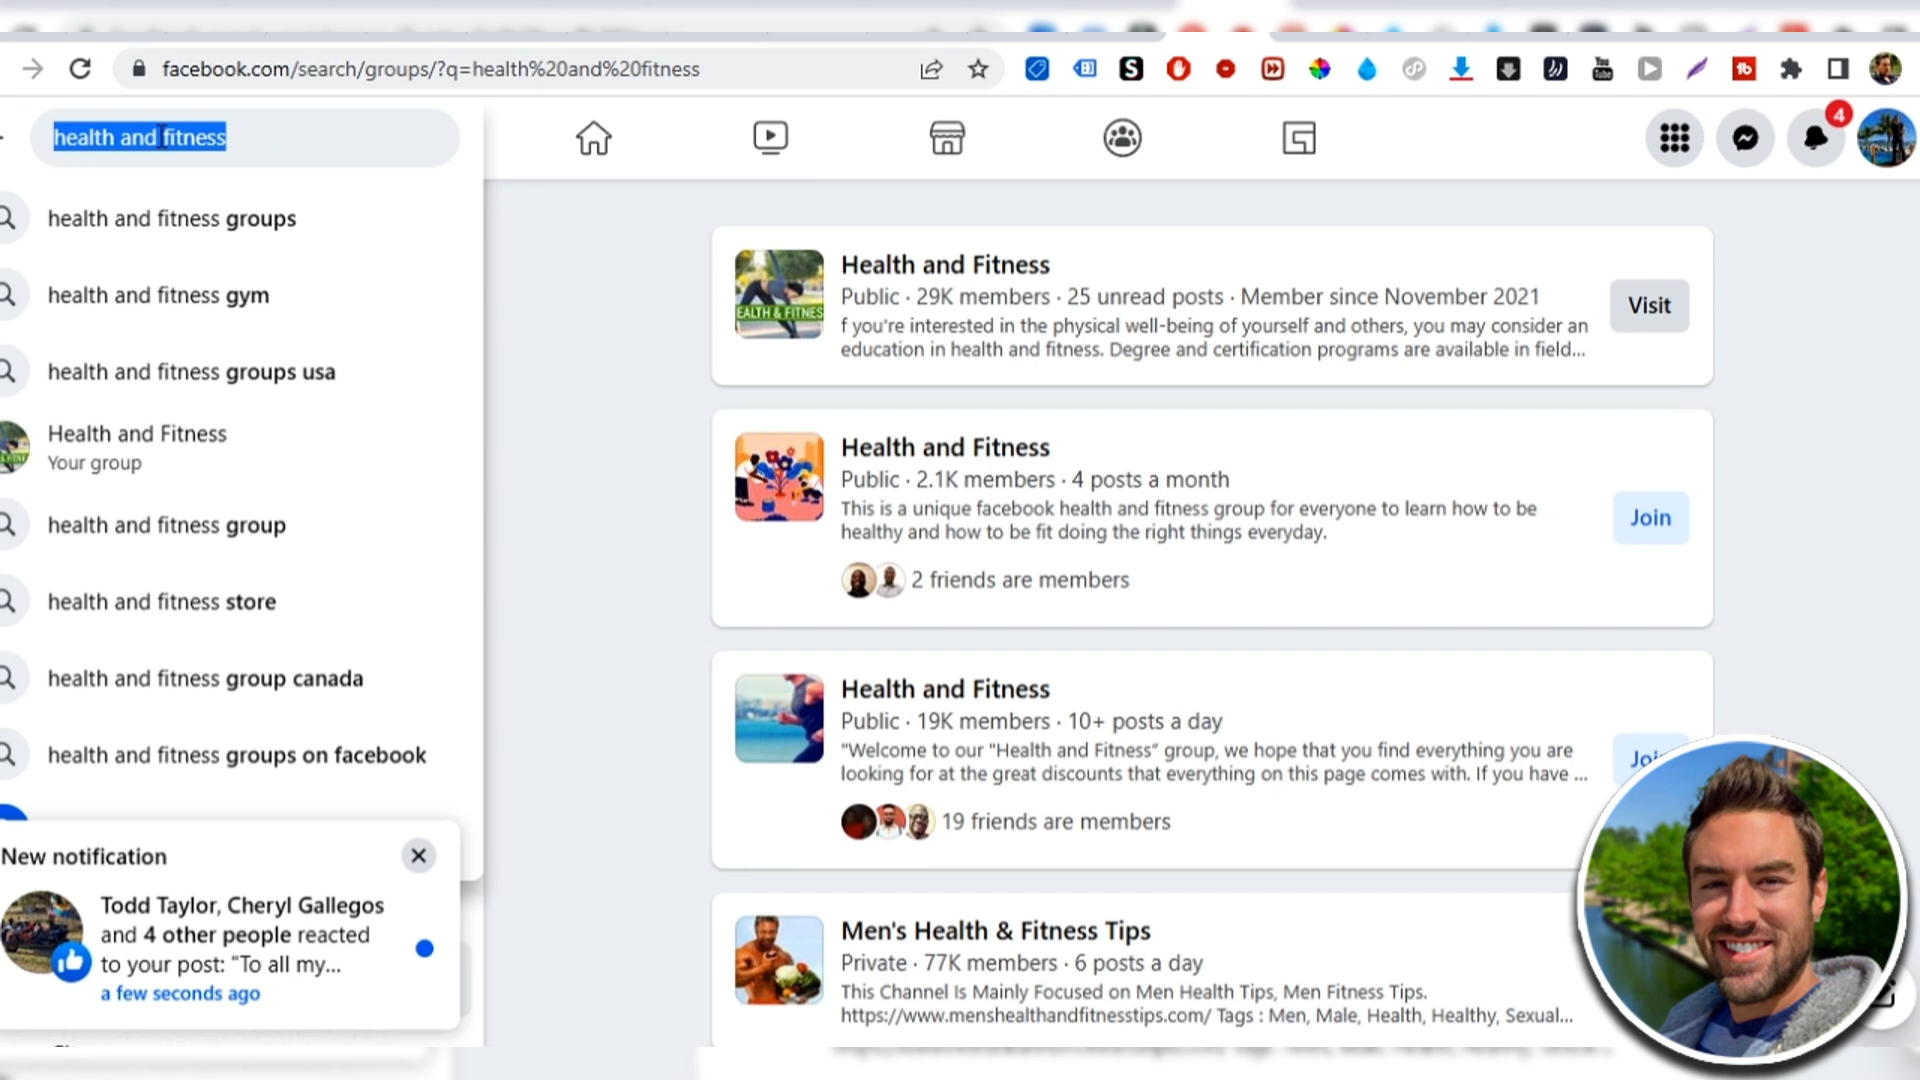 facebook.com/search/groups/?q=health%20and%20fitness
health and fitness
4
health and fitness groups
health and fitness gym
health and fitness groups usa
Health and Fitness
Your group
health and fitness group
health and fitness store
health and fitness group canada
health and fitness groups on facebook
New notification
Todd Taylor, Cheryl Gallegos
and 4 other people reacted
to your post: "To all my...
a few seconds ago
EALTH & FITNES
Health and Fitness
Public · 29K members · 25 unread posts · Member since November 2021
f you're interested in the physical well-being of yourself and others, you may consider an
education in health and fitness. Degree and certification programs are available in field...
Visit
Health and Fitness
Public · 2.1K members · 4 posts a month
This is a unique facebook health and fitness group for everyone to learn how to be
healthy and how to be fit doing the right things everyday.
Join
2 friends are members
Health and Fitness
Public · 19K members · 10+ posts a day
"Welcome to our "Health and Fitness" group, we hope that you find everything you are
looking for at the great discounts that everything on this page comes with. If you have ...
19 friends are members
Men's Health & Fitness Tips
Private · 77K members · 6 posts a day
This Channel Is Mainly Focused on Men Health Tips, Men Fitness Tips.
https://www.menshealthandfitnesstips.com/ Tags : Men, Male, Health, Healthy, Sexual...